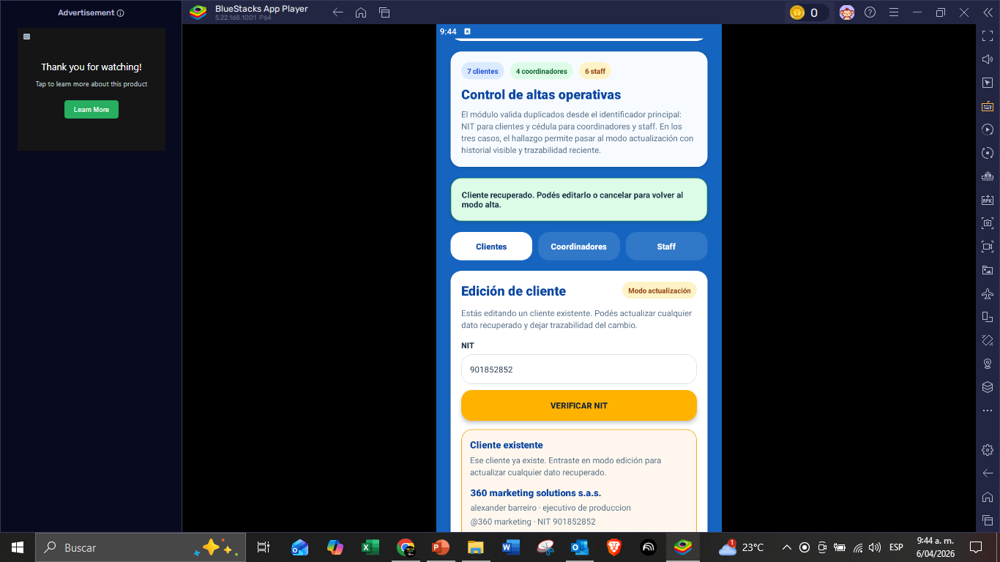 Advertisement
Thank you for watching!
Tap to learn more about this product
Learn More
BlueStacks App Player
5.22.168.1001 P64
0
9:44
7 clientes
4 coordinadores
6 staff
Control de altas operativas
El módulo valida duplicados desde el identificador principal:
NIT para clientes y cédula para coordinadores y staff. En los
tres casos, el hallazgo permite pasar al modo actualización con
historial visible y trazabilidad reciente.
Cliente recuperado. Podés editarlo o cancelar para volver al
modo alta.
Clientes
Coordinadores
Staff
Edición de cliente
Modo actualización
Estás editando un cliente existente. Podés actualizar cualquier
dato recuperado y dejar trazabilidad del cambio.
NIT
901852852
VERIFICAR NIT
Cliente existente
Ese cliente ya existe. Entraste en modo edición para
actualizar cualquier dato recuperado.
360 marketing solutions s.a.s.
alexander barreiro · ejecutivo de produccion
@360 marketing · NIT 901852852
Buscar
1
23°C
ESP
9:44 a. m.
6/04/2026